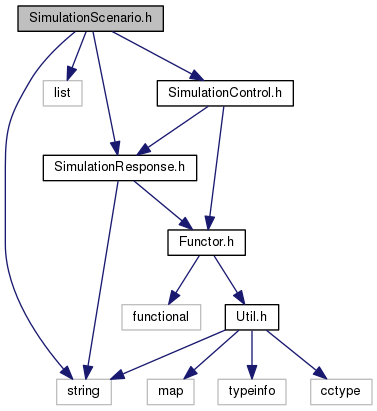 SimulationScenario.h
list
SimulationControl.h
SimulationResponse.h
Functor.h
functional
Util.h
string
map
typeinfo
cctype